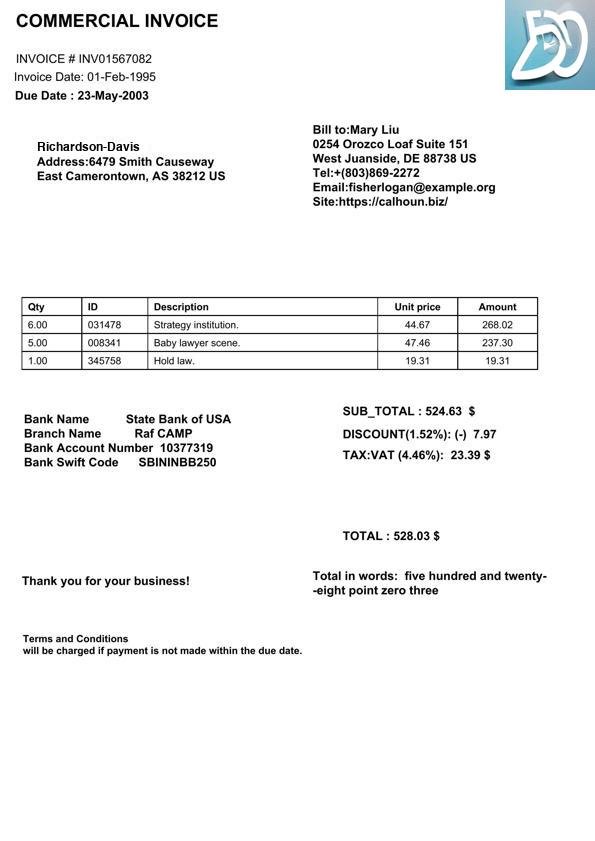 COMMERCIAL INVOICE
INVOICE # INV01567082
Invoice Date: 01-Feb-1995
Due Date : 23-May-2003
Richardson-Davis
Address:6479 Smith Causeway
East Camerontown, AS 38212 US
Bill to:Mary Liu
0254 Orozco Loaf Suite 151
West Juanside, DE 88738 US
Tel:+(803)869-2272
Email:fisherlogan@example.org
Site:https://calhoun.biz/
Qty ID Description Unit price Amount
6.00 031478 Strategy institution. 44.67 268.02
5.00 008341 Baby lawyer scene. 47.46 237.30
1.00 345758 Hold law. 19.31 19.31
Bank Name State Bank of USA
Branch Name Raf CAMP
Bank Account Number 10377319
Bank Swift Code SBININBB250
SUB_TOTAL : 524.63 $
DISCOUNT(1.52%): (-) 7.97
TAX:VAT (4.46%): 23.39 $
TOTAL : 528.03 $
Thank you for your business!
Total in words: five hundred and twenty-
-eight point zero three
Terms and Conditions
will be charged if payment is not made within the due date.